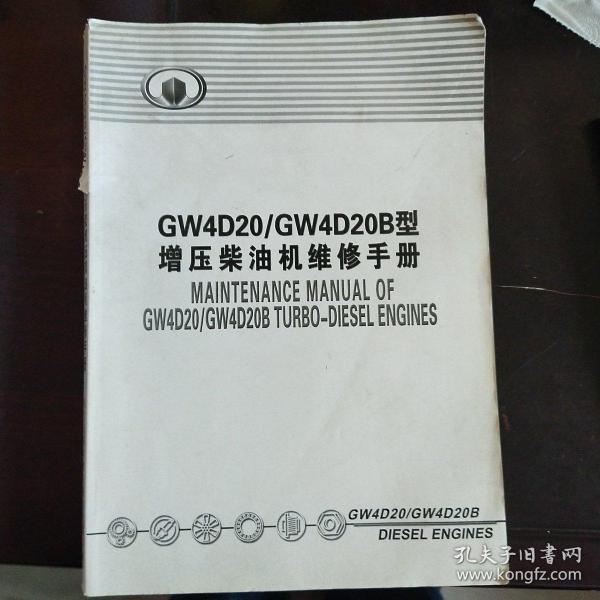 GW4D20/GW4D20B型
增压柴油机维修手册
MAINTENANCE MANUAL OF
GW4D20/GW4D20B TURBO-DIESEL ENGINES
GW4D20/GW4D20B
DIESEL ENGINES
孔夫子旧书网
www.kongfz.com